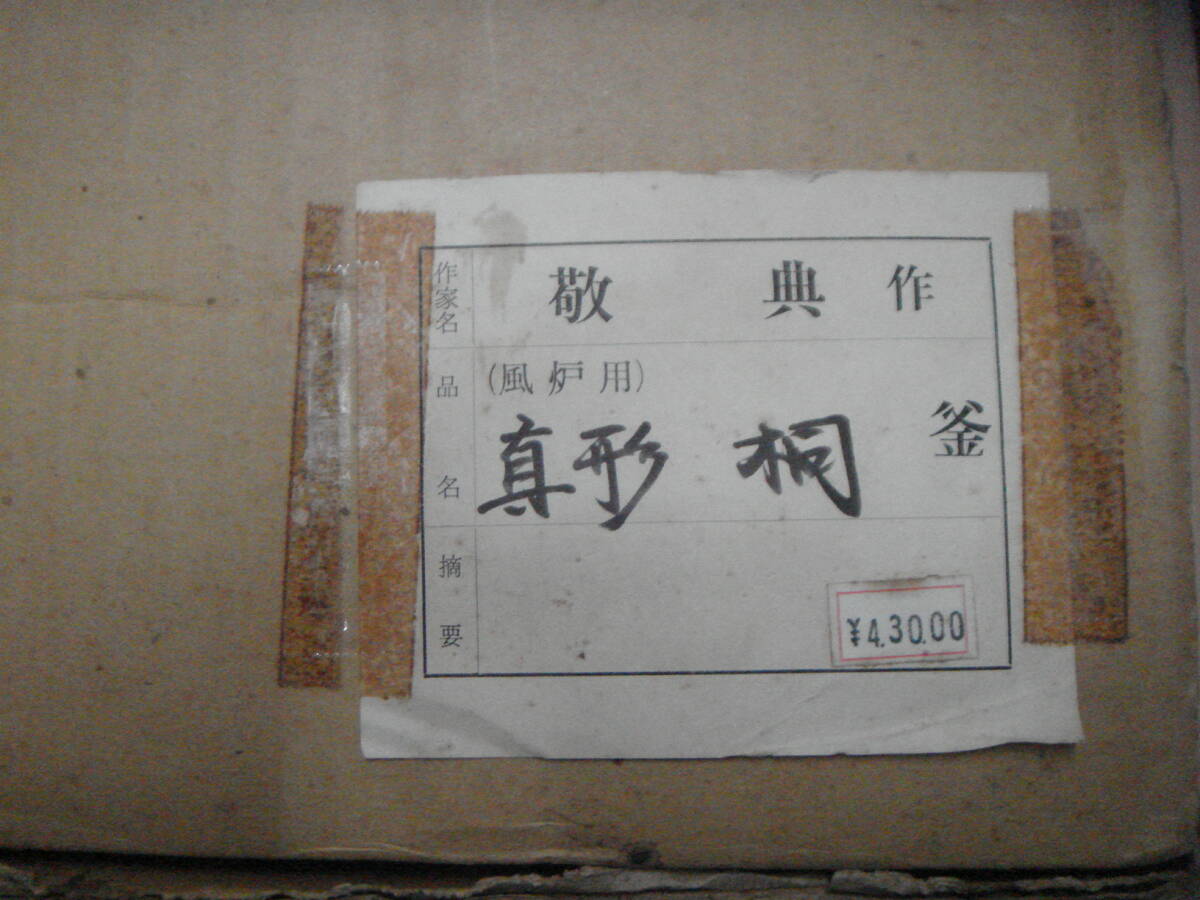 作家名 敬典作
品名 (風炉用)
真形 桐 釜
摘要
¥4.30.00